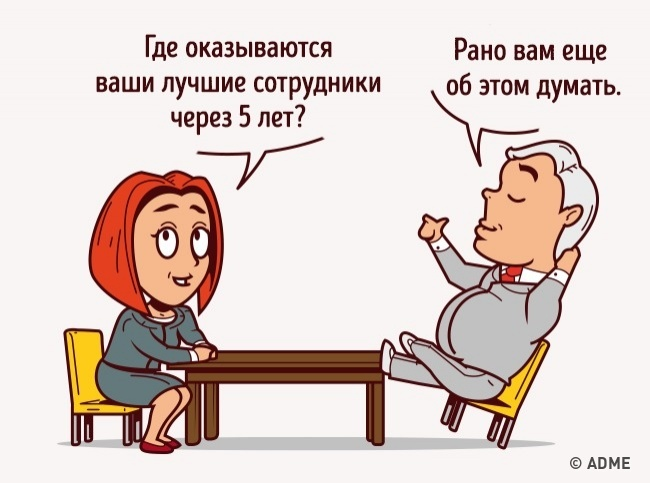 Где оказываются
ваши лучшие сотрудники
через 5 лет?
Рано вам еще
об этом думать.
© ADME